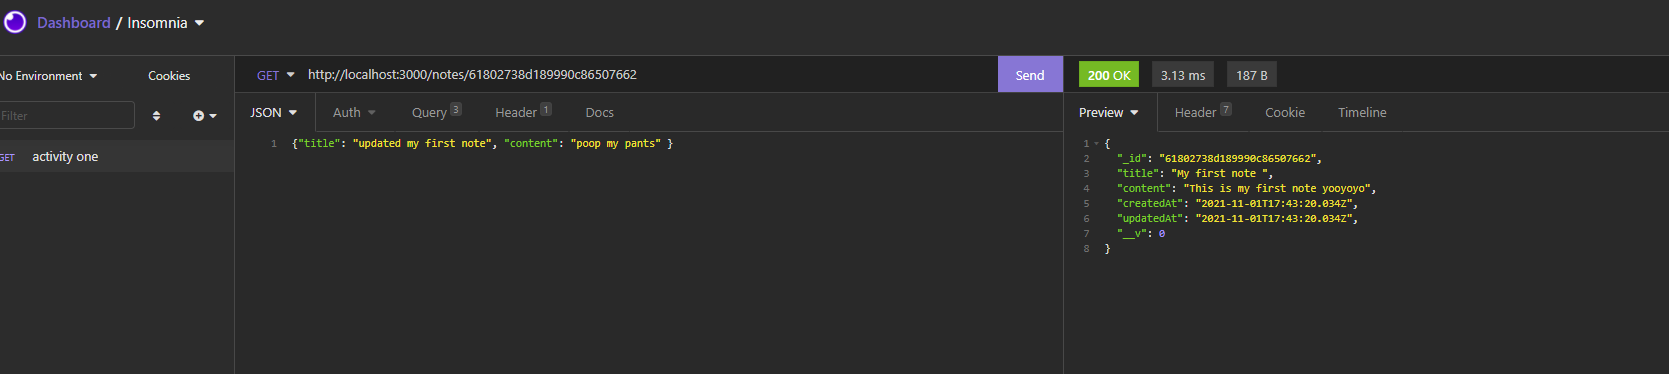 Dashboard / Insomnia
No Environment
Cookies
GET http://localhost:3000/notes/61802738d189990c86507662
Send
200 OK
3.13 ms
187 B
Filter
JSON
Auth
Query 3
Header 1
Docs
Preview
Header 7
Cookie
Timeline
GET activity one
1 {"title": "updated my first note", "content": "poop my pants" }
1 {
2 "_id": "61802738d189990c86507662",
3 "title": "My first note ",
4 "content": "This is my first note yooyoyo",
5 "createdAt": "2021-11-01T17:43:20.034Z",
6 "updatedAt": "2021-11-01T17:43:20.034Z",
7 "__v": 0
8 }